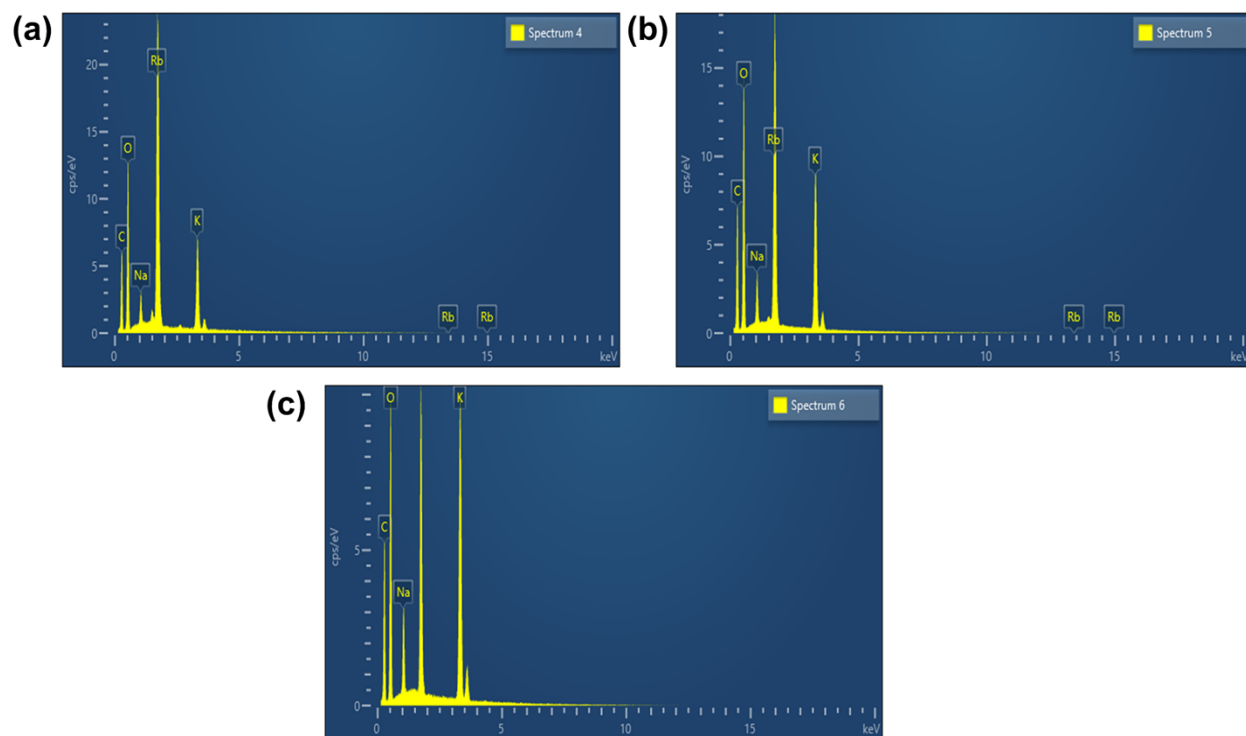 (a)
Spectrum 4
cps/eV
20
15
10
5
0
C
O
Na
Rb
K
Rb
Rb
0
5
10
15
keV
(b)
Spectrum 5
cps/eV
15
10
5
0
C
O
Na
Rb
K
Rb
Rb
0
5
10
15
keV
(c)
Spectrum 6
cps/eV
5
0
C
O
Na
K
0
5
10
15
keV